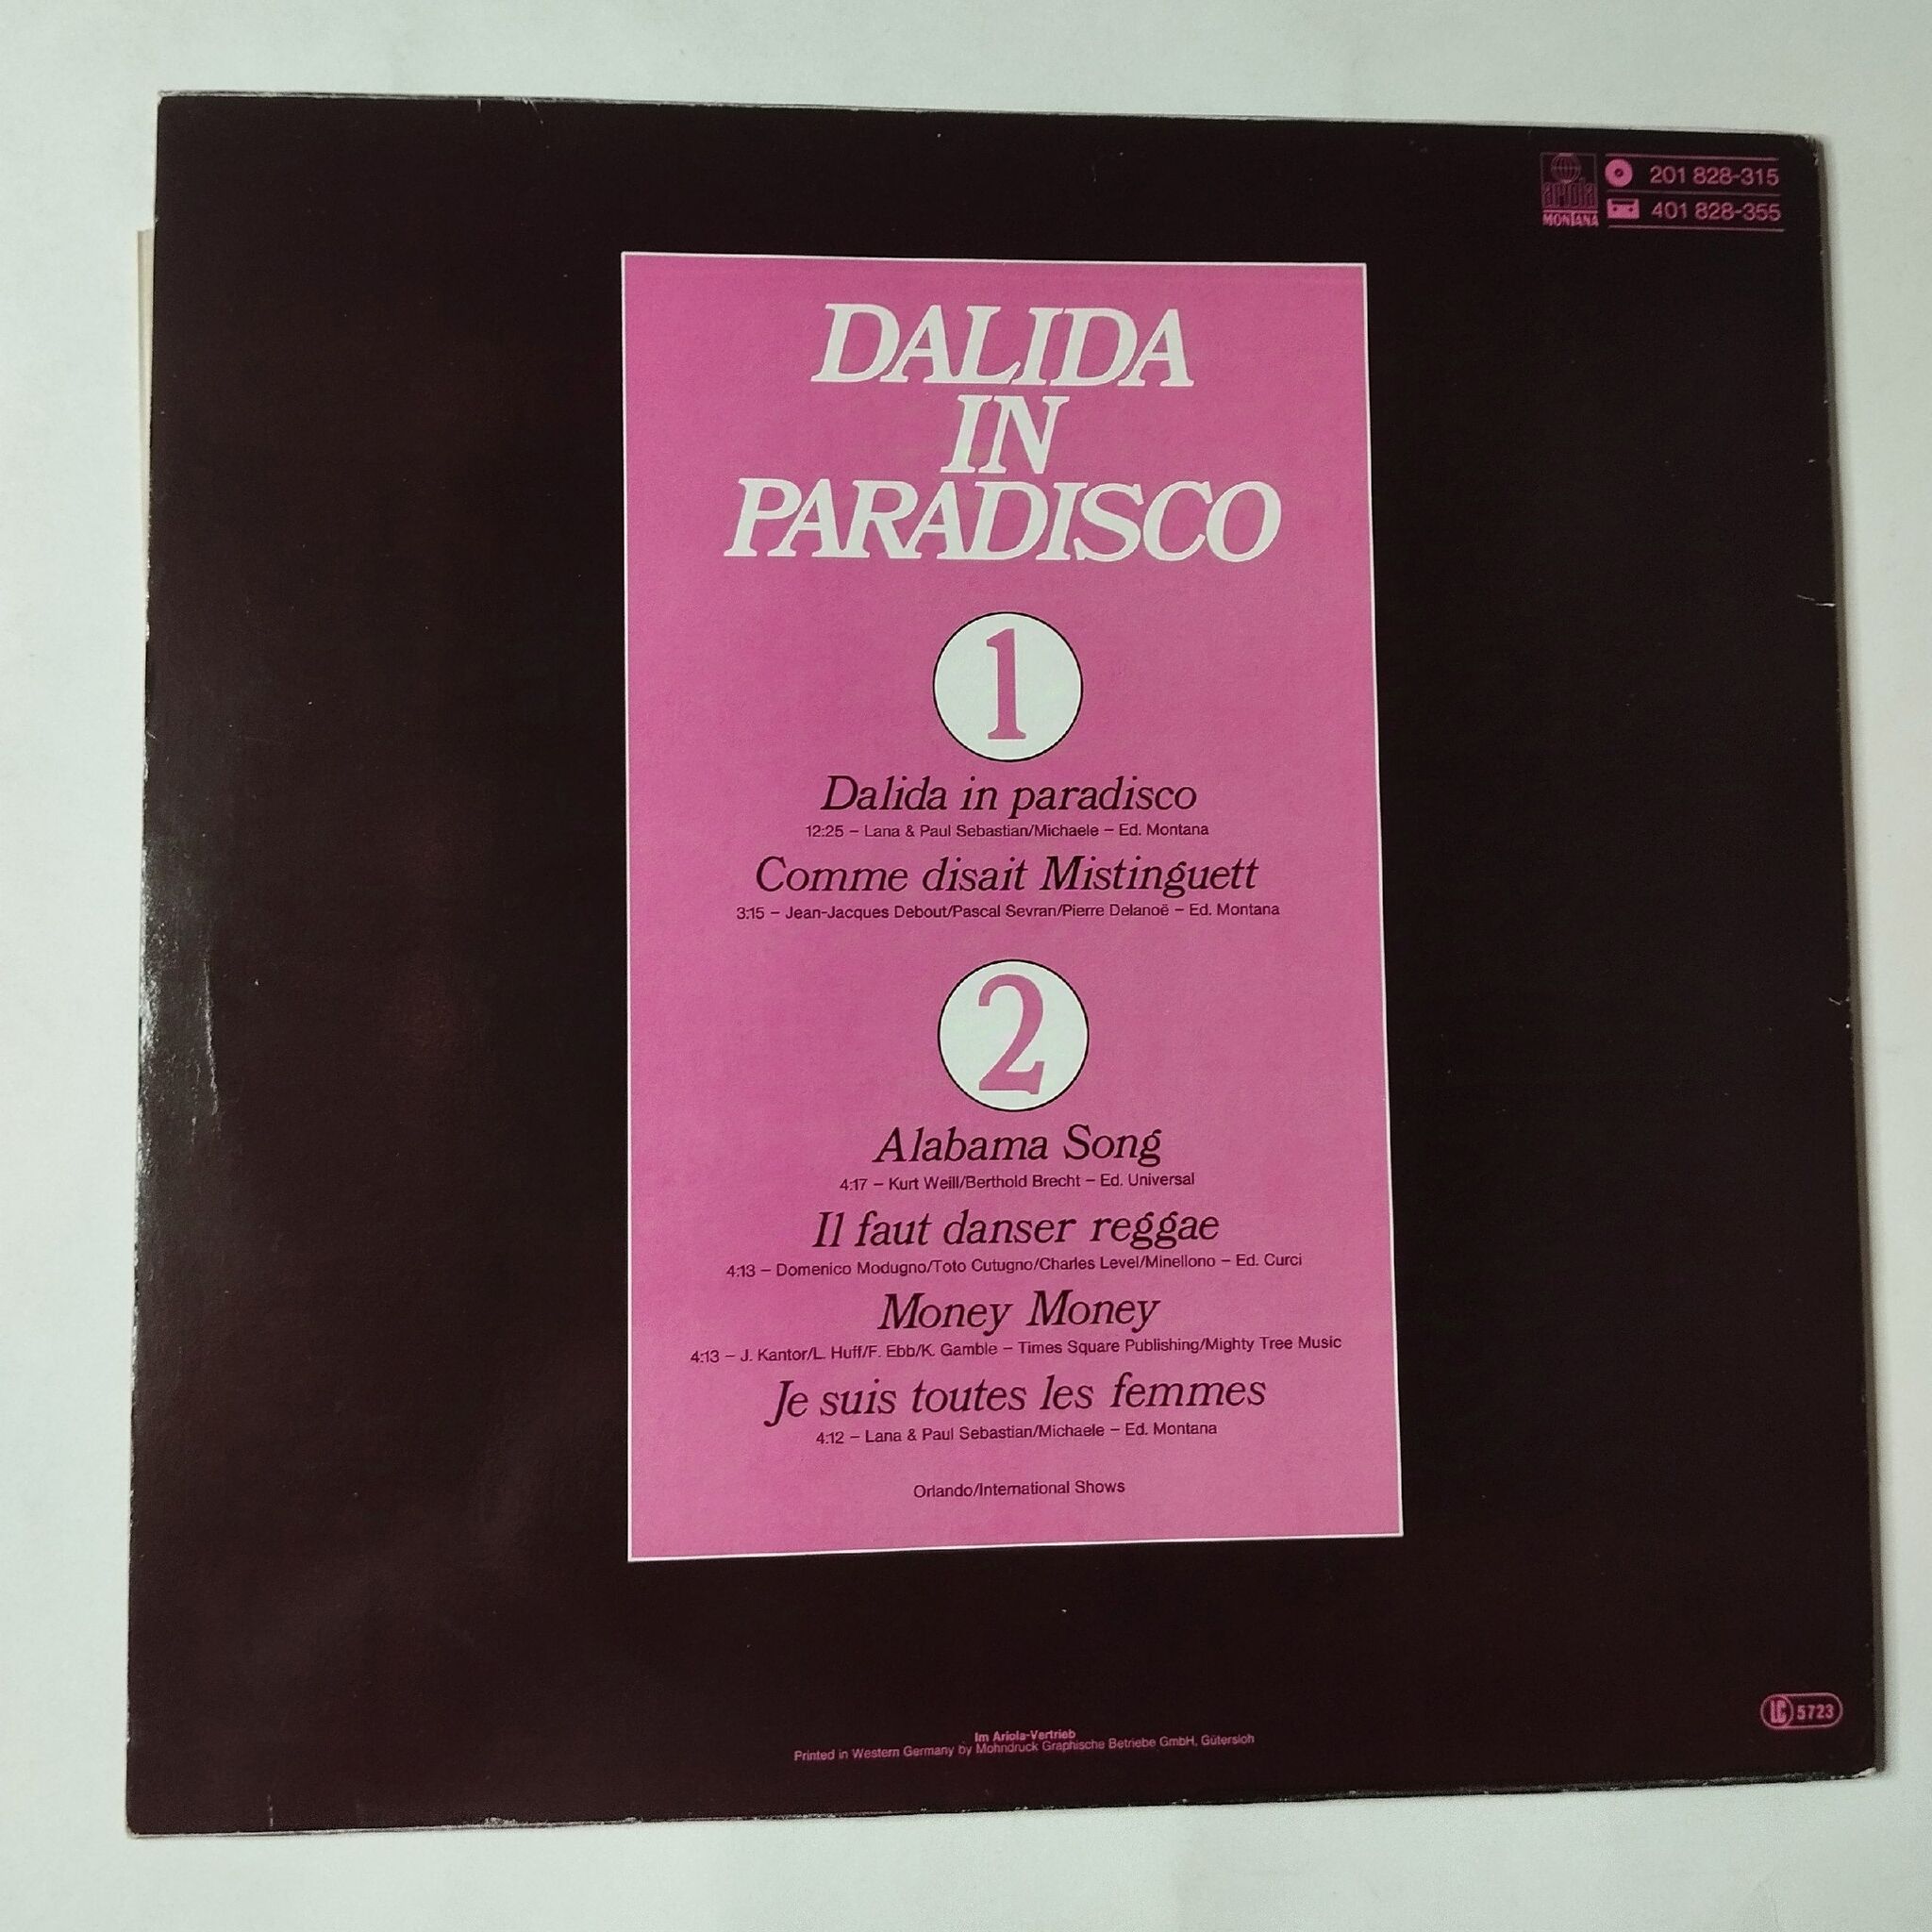 ariola
MONTANA
201 828-315
401 828-355
DALIDA
IN
PARADISCO
1
Dalida in paradisco
12:25 – Lana & Paul Sebastian/Michaele – Ed. Montana
Comme disait Mistinguett
3:15 – Jean-Jacques Debout/Pascal Sevran/Pierre Delanoë – Ed. Montana
2
Alabama Song
4:17 – Kurt Weill/Berthold Brecht – Ed. Universal
Il faut danser reggae
4:13 – Domenico Modugno/Toto Cutugno/Charles Level/Minellono – Ed. Curci
Money Money
4:13 – J. Kantor/L. Huff/F. Ebb/K. Gamble – Times Square Publishing/Mighty Tree Music
Je suis toutes les femmes
4:12 – Lana & Paul Sebastian/Michaele – Ed. Montana
Orlando/International Shows
LC 5723
Im Ariola-Vertrieb
Printed in Western Germany by Mohndruck Graphische Betriebe GmbH, Gütersloh